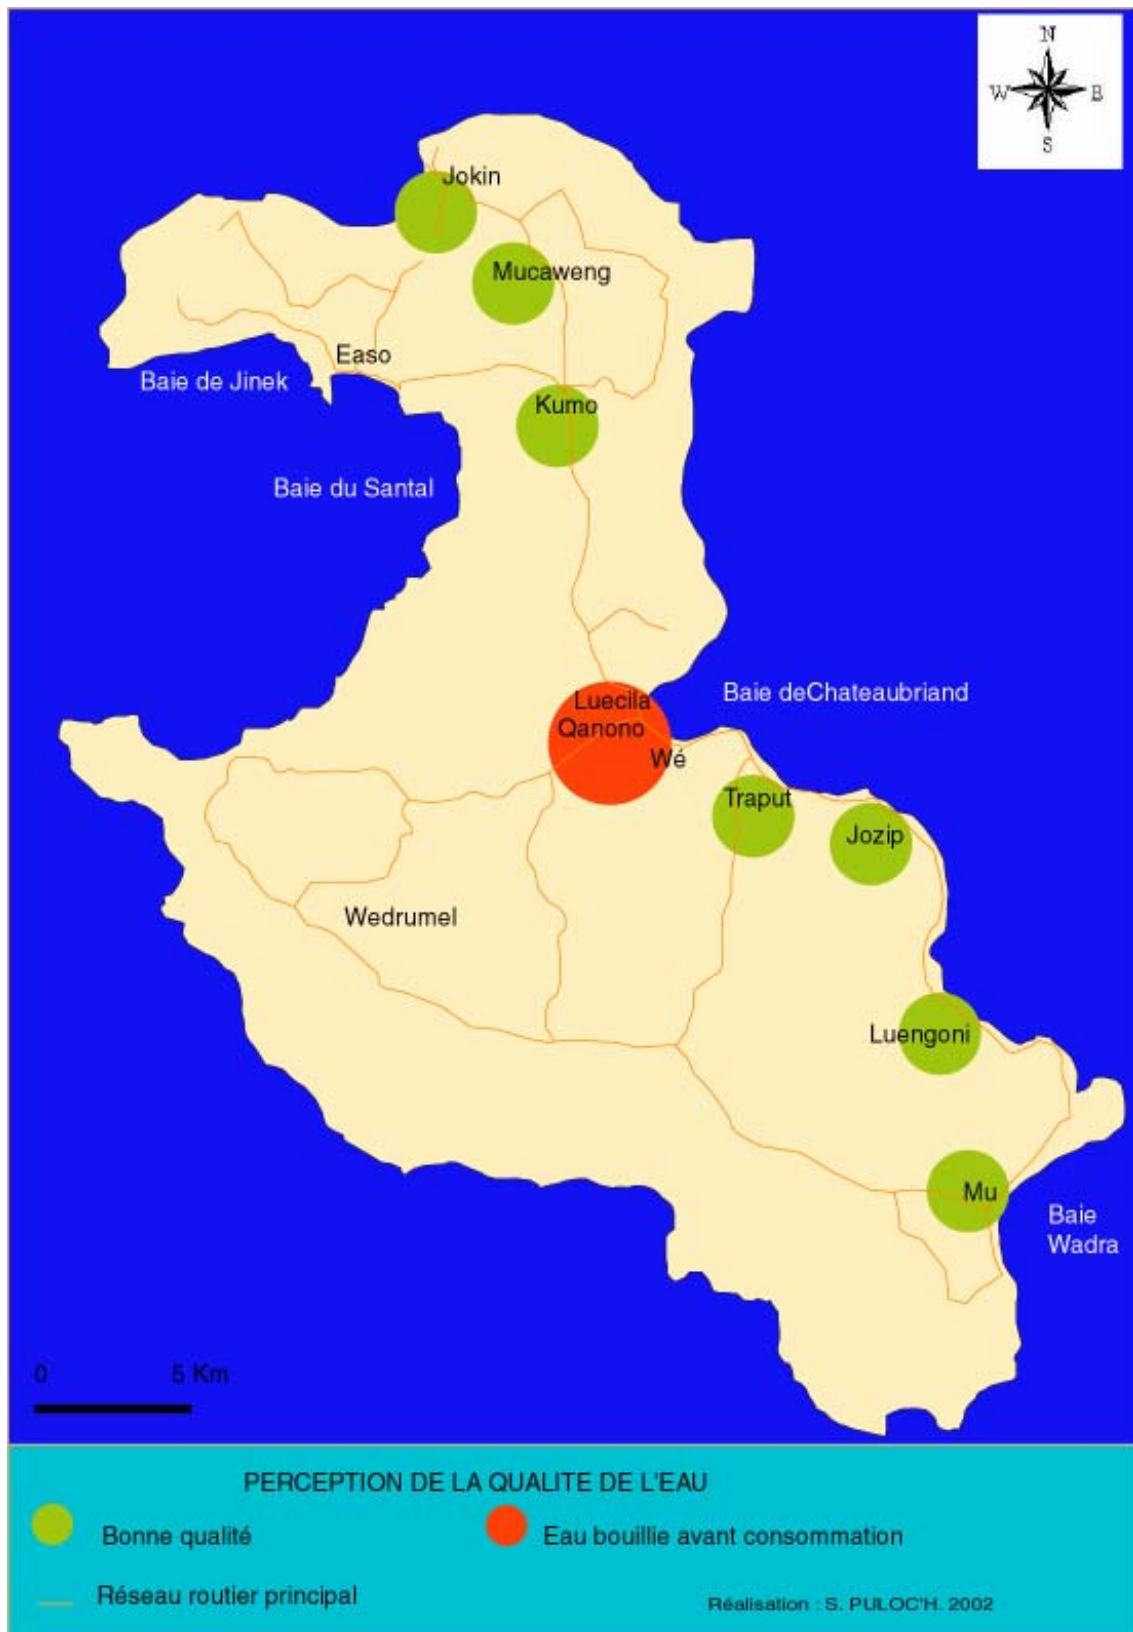 N
W E
S
Jokin
Mucaweng
Easo
Baie de Jinek
Kumo
Baie du Santal
Baie deChateaubriand
Luecila
Qanono
Wé
Traput
Jozip
Wedrumel
Luengoni
Mu
Baie
Wadra
0 5 Km
PERCEPTION DE LA QUALITE DE L'EAU
Bonne qualité
Eau bouillie avant consommation
Réseau routier principal
Réalisation : S. PULOC'H. 2002